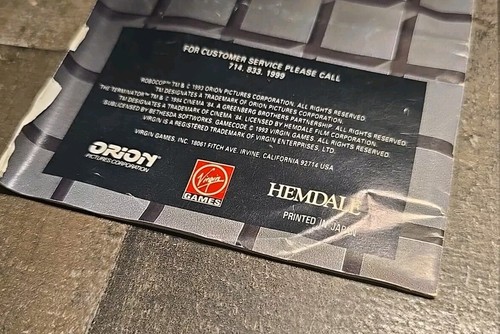 FOR CUSTOMER SERVICE PLEASE CALL
714. 833. 1999
"ROBOCOP"™ & © 1993 ORION PICTURES CORPORATION. ALL RIGHTS RESERVED.
™ DESIGNATES A TRADEMARK OF ORION PICTURES CORPORATION.
"THE TERMINATOR"™ & © 1984 CINEMA '84, A GREENBERG BROTHERS PARTNERSHIP. ALL RIGHTS RESERVED.
™ DESIGNATES A TRADEMARK OF CINEMA '84. LICENSED BY HEMDALE FILM CORPORATION.
SUBLICENSED BY BETHESDA SOFTWORKS. GAMECODE © 1993 VIRGIN GAMES. ALL RIGHTS RESERVED.
VIRGIN IS A REGISTERED TRADEMARK OF VIRGIN ENTERPRISES, LTD.
VIRGIN GAMES, INC. 18061 FITCH AVE. IRVINE, CALIFORNIA 92714 USA
ORION
PICTURES CORPORATION
Virgin
GAMES
HEMDALE
PRINTED IN JAPAN